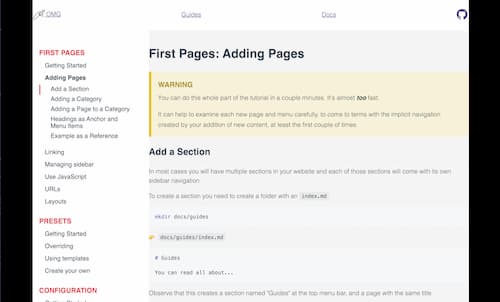 OMG
Guides
Docs
FIRST PAGES
Getting Started
Adding Pages
Add a Section
Adding a Category
Adding a Page to a Category
Headings as Anchor and
Menu Items
Example as a Reference
Linking
Managing sidebar
Use JavaScript
URLs
Layouts
PRESETS
Getting Started
Overriding
Using templates
Create your own
CONFIGURATION
First Pages: Adding Pages
WARNING
You can do this whole part of the tutorial in a couple minutes. It's almost too fast.
It can help to examine each new page and menu carefully, to come to terms with the implicit navigation
created by your addition of new content, at least the first couple of times.
Add a Section
In most cases you will have multiple sections in your website and each of those sections will come with its own
sidebar navigation
To create a section you need to create a folder with an index.md
mkdir docs/guides
👉 docs/guides/index.md
# Guides
You can read all about...
Observe that this creates a section named "Guides" at the top menu bar, and a page with the same title.